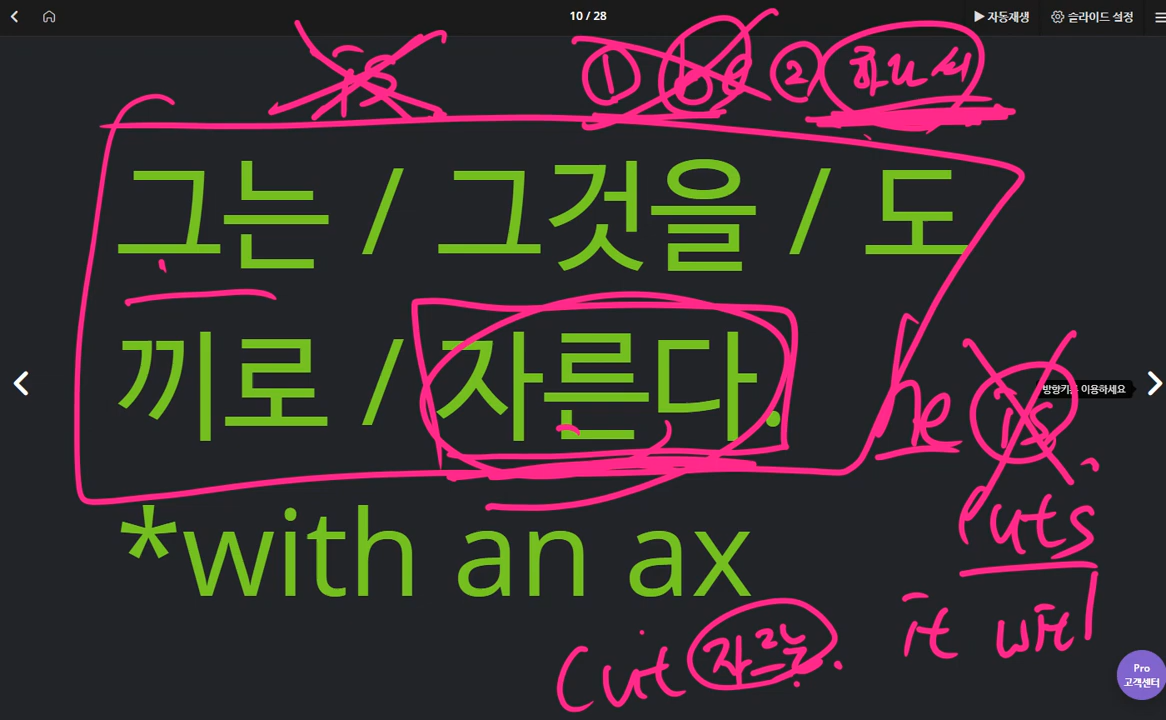 10 / 28
▶ 자동재생
슬라이드 설정
① be ② 하나씩
그는 / 그것을 / 도
끼로 / 자른다.
he is
방향키를 이용하세요
cuts
*with an ax
it with
cut 자르는
Pro
고객센터